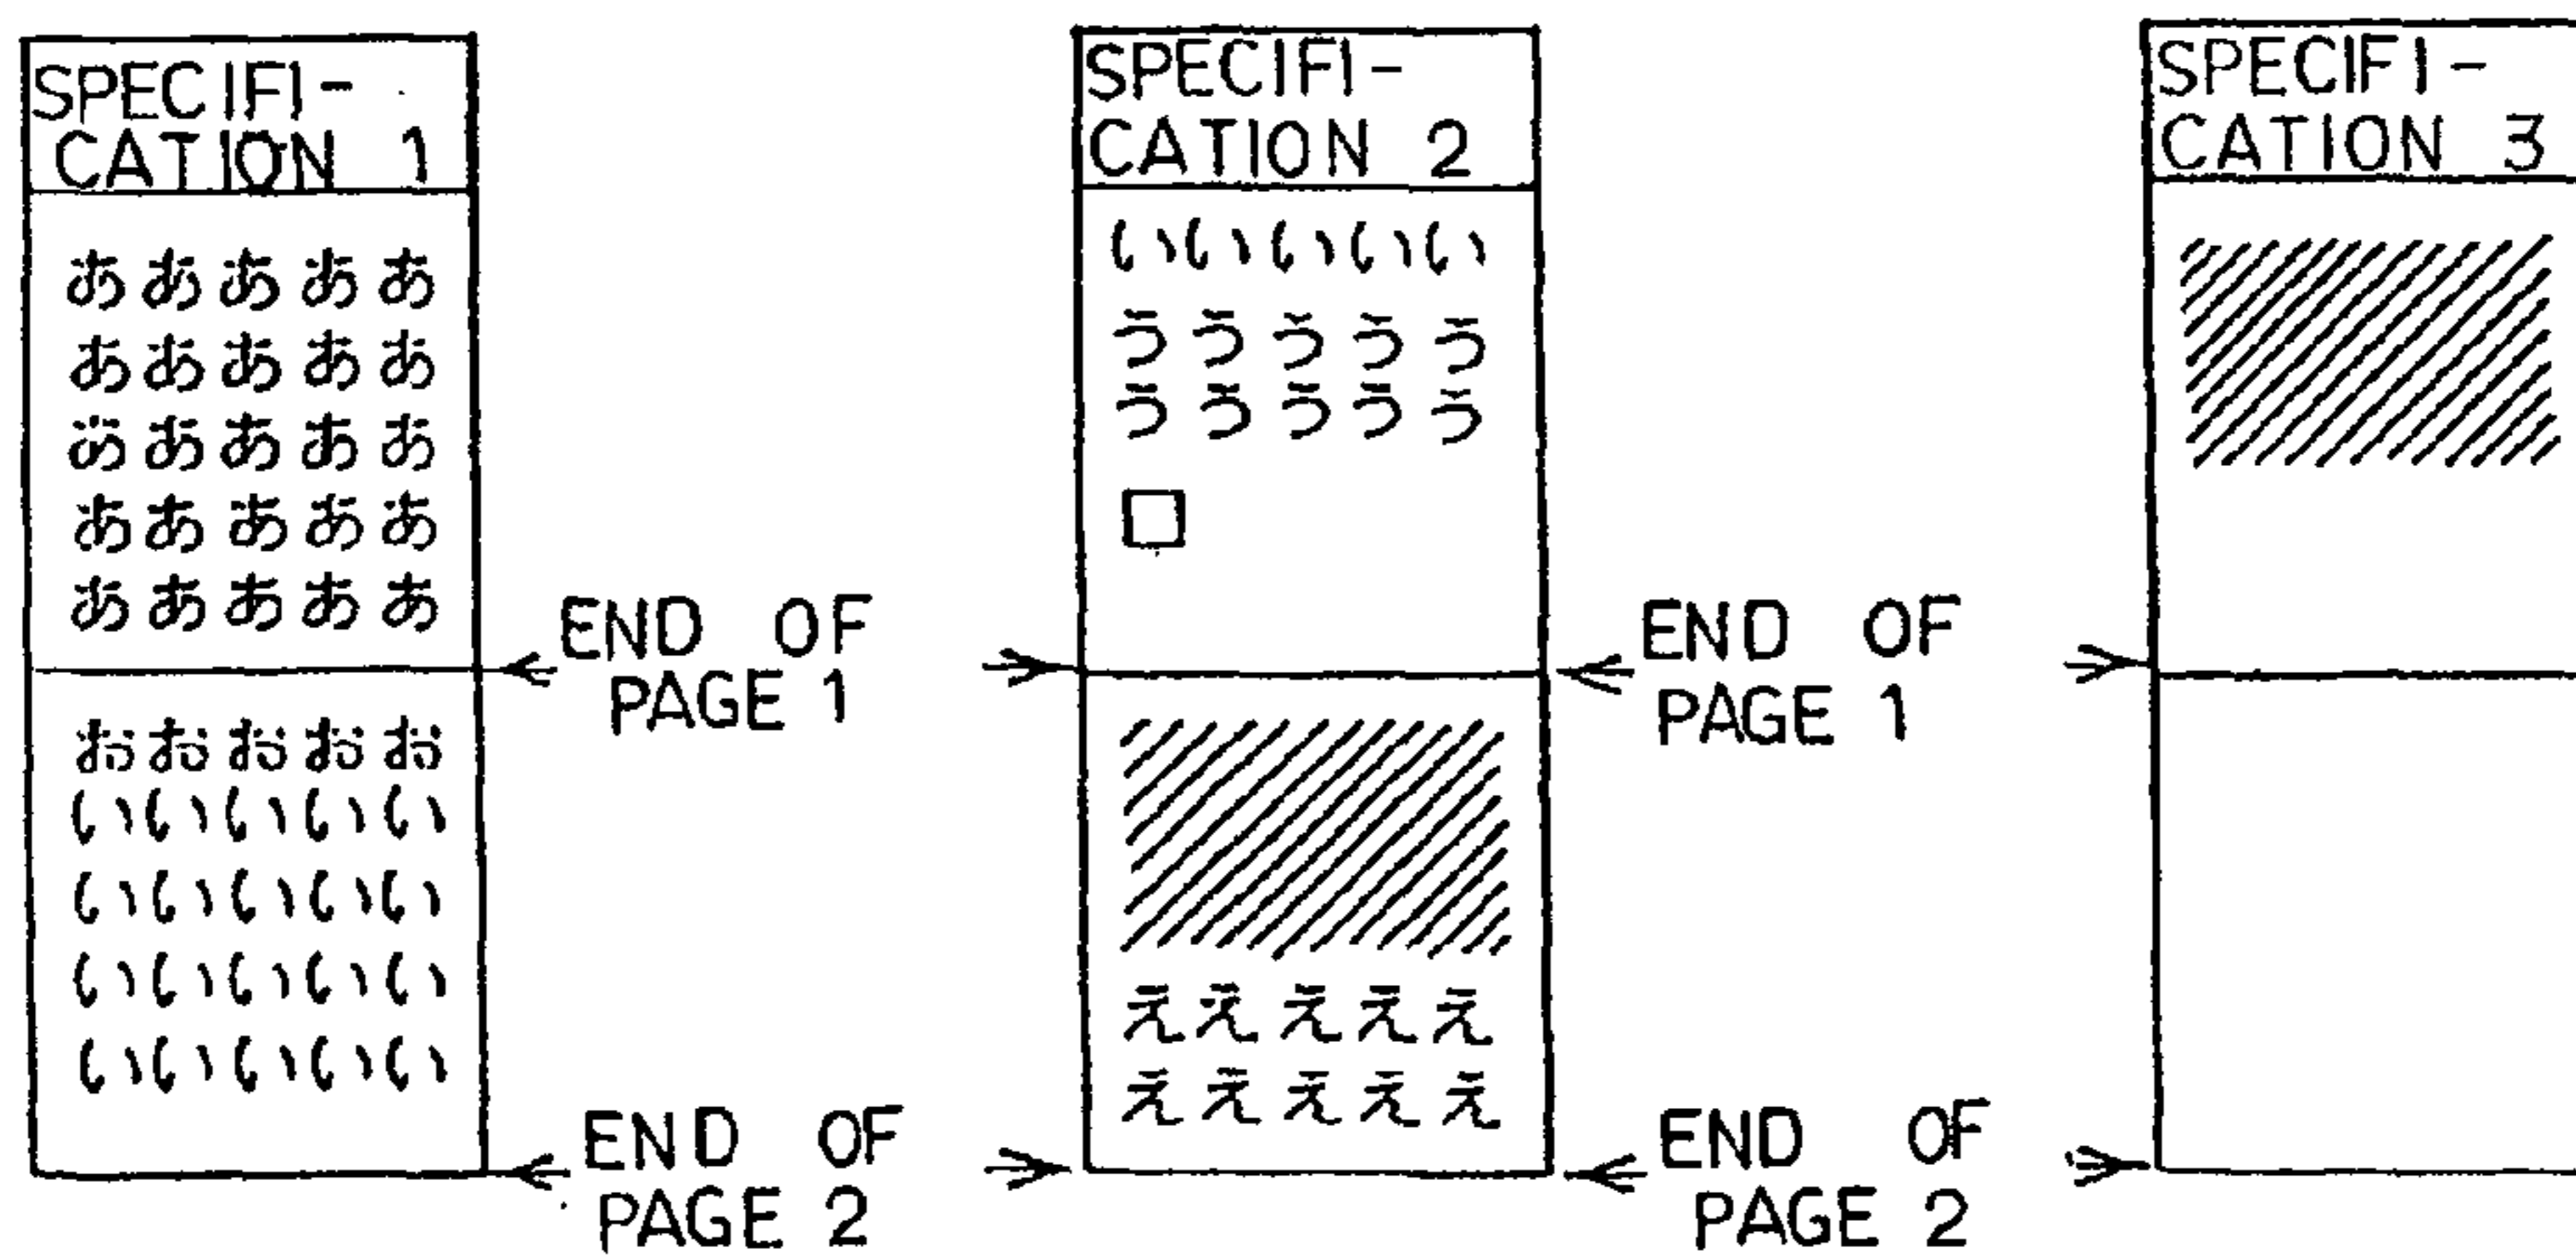 SPECIFI-
CATION 1
あああああ
あああああ
あああああ
あああああ
あああああ
おおおおお
いいいいい
いいいいい
いいいいい
いいいいい
END OF
PAGE 1
END OF
PAGE 2
SPECIFI-
CATION 2
いいいいい
ううううう
ううううう
えええええ
えええええ
END OF
PAGE 1
END OF
PAGE 2
SPECIFI-
CATION 3